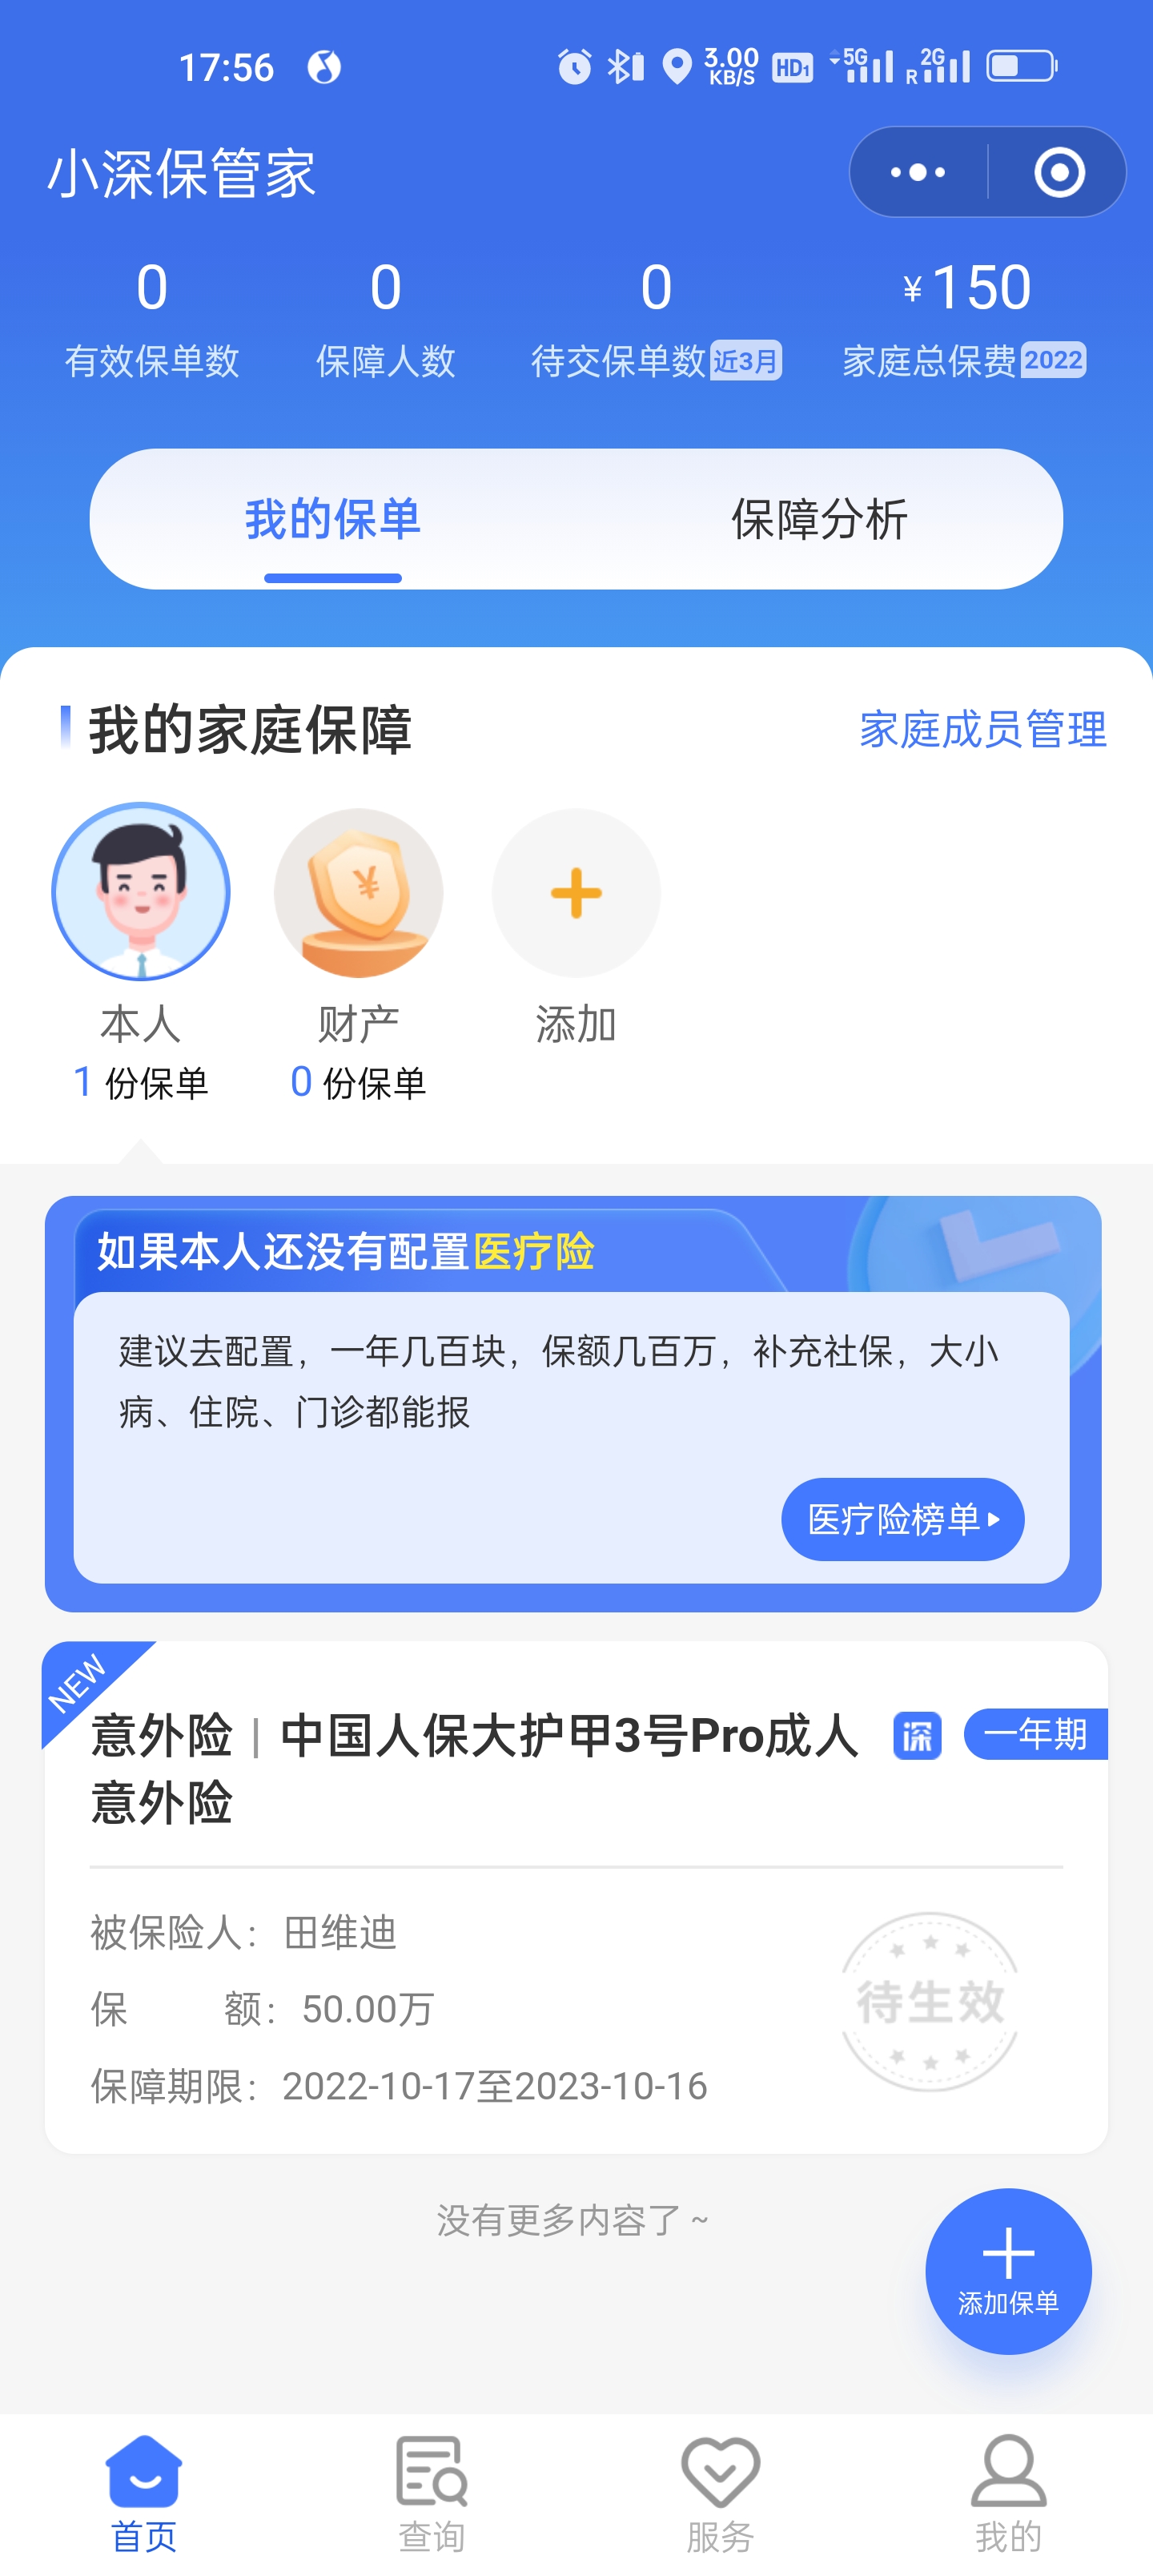 17:56
3.00 KB/S HD1 5G R 2G
小深保管家
0 0 0 ¥150
有效保单数 保障人数 待交保单数 近3月 家庭总保费 2022
我的保单 保障分析
我的家庭保障 家庭成员管理
本人 财产 添加
1 份保单 0 份保单
如果本人还没有配置医疗险
建议去配置，一年几百块，保额几百万，补充社保，大小
病、住院、门诊都能报
医疗险榜单
NEW
意外险 | 中国人保大护甲3号Pro成人 深 一年期
意外险
被保险人： 田维迪
保 额： 50.00万
待生效
保障期限： 2022-10-17至2023-10-16
没有更多内容了 ~
添加保单
首页 查询 服务 我的